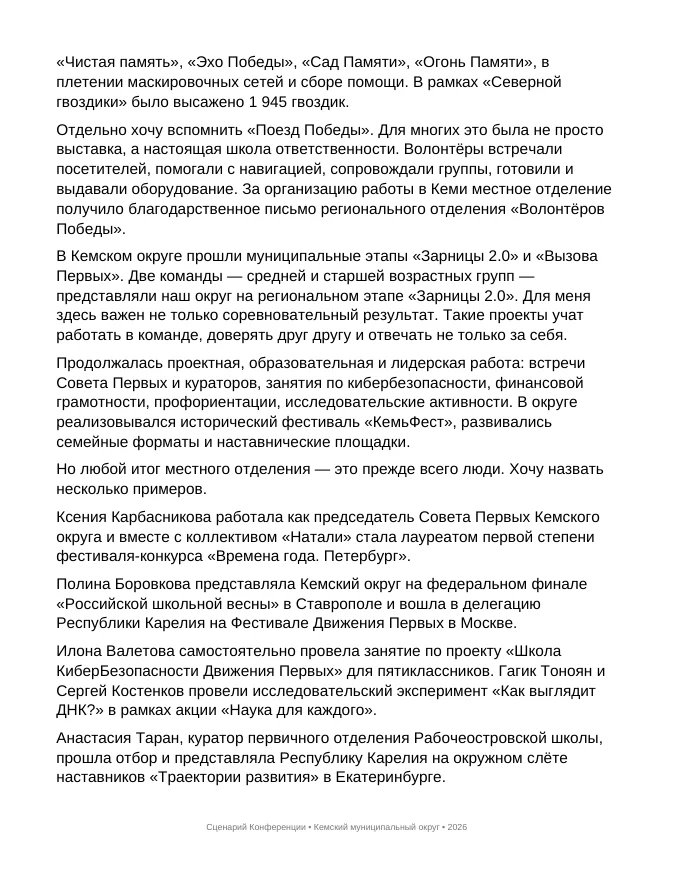 «Чистая память», «Эхо Победы», «Сад Памяти», «Огонь Памяти», в
плетении маскировочных сетей и сборе помощи. В рамках «Северной
гвоздики» было высажено 1 945 гвоздик.
Отдельно хочу вспомнить «Поезд Победы». Для многих это была не просто
выставка, а настоящая школа ответственности. Волонтёры встречали
посетителей, помогали с навигацией, сопровождали группы, готовили и
выдавали оборудование. За организацию работы в Кеми местное отделение
получило благодарственное письмо регионального отделения «Волонтёров
Победы».
В Кемском округе прошли муниципальные этапы «Зарницы 2.0» и «Вызова
Первых». Две команды — средней и старшей возрастных групп —
представляли наш округ на региональном этапе «Зарницы 2.0». Для меня
здесь важен не только соревновательный результат. Такие проекты учат
работать в команде, доверять друг другу и отвечать не только за себя.
Продолжалась проектная, образовательная и лидерская работа: встречи
Совета Первых и кураторов, занятия по кибербезопасности, финансовой
грамотности, профориентации, исследовательские активности. В округе
реализовывался исторический фестиваль «КемьФест», развивались
семейные форматы и наставнические площадки.
Но любой итог местного отделения — это прежде всего люди. Хочу назвать
несколько примеров.
Ксения Карбасникова работала как председатель Совета Первых Кемского
округа и вместе с коллективом «Натали» стала лауреатом первой степени
фестиваля-конкурса «Времена года. Петербург».
Полина Боровкова представляла Кемский округ на федеральном финале
«Российской школьной весны» в Ставрополе и вошла в делегацию
Республики Карелия на Фестивале Движения Первых в Москве.
Илона Валетова самостоятельно провела занятие по проекту «Школа
КиберБезопасности Движения Первых» для пятиклассников. Гагик Тоноян и
Сергей Костенков провели исследовательский эксперимент «Как выглядит
ДНК?» в рамках акции «Наука для каждого».
Анастасия Таран, куратор первичного отделения Рабочеостровской школы,
прошла отбор и представляла Республику Карелия на окружном слёте
наставников «Траектории развития» в Екатеринбурге.
Сценарий Конференции • Кемский муниципальный округ • 2026